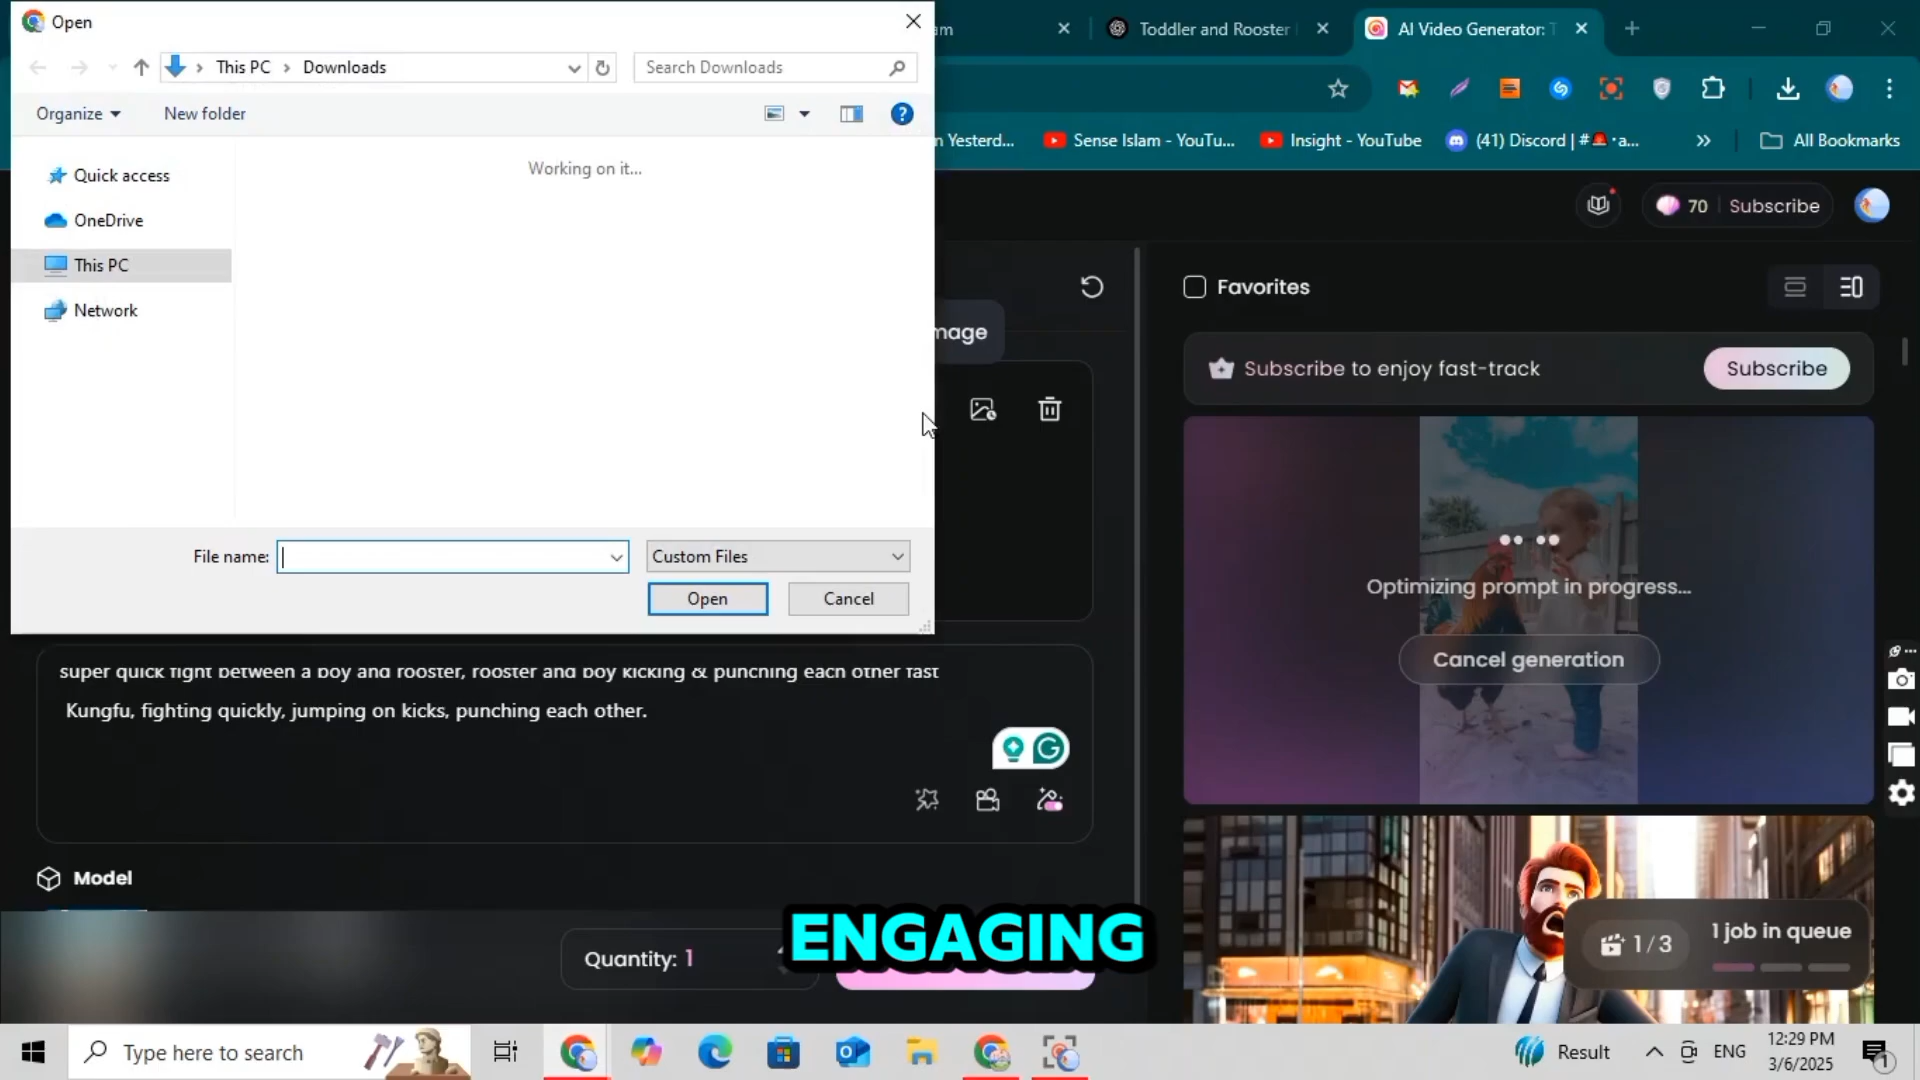 Open
This PC
Downloads
Search Downloads
Organize
New folder
Quick access
OneDrive
This PC
Network
Working on it...
File name:
Custom Files
Open
Cancel
am
Toddler and Rooster
AI Video Generator: T
n Yesterd...
Sense Islam - YouTu...
Insight - YouTube
(41) Discord | #🚨・a...
All Bookmarks
70
Subscribe
mage
Favorites
Subscribe to enjoy fast-track
Subscribe
Optimizing prompt in progress...
Cancel generation
super quick fight between a boy and rooster, rooster and boy kicking & punching each other fast
Kungfu, fighting quickly, jumping on kicks, punching each other.
Model
Quantity: 1
ENGAGING
1 / 3
1 job in queue
Type here to search
Result
ENG
12:29 PM
3/6/2025
1